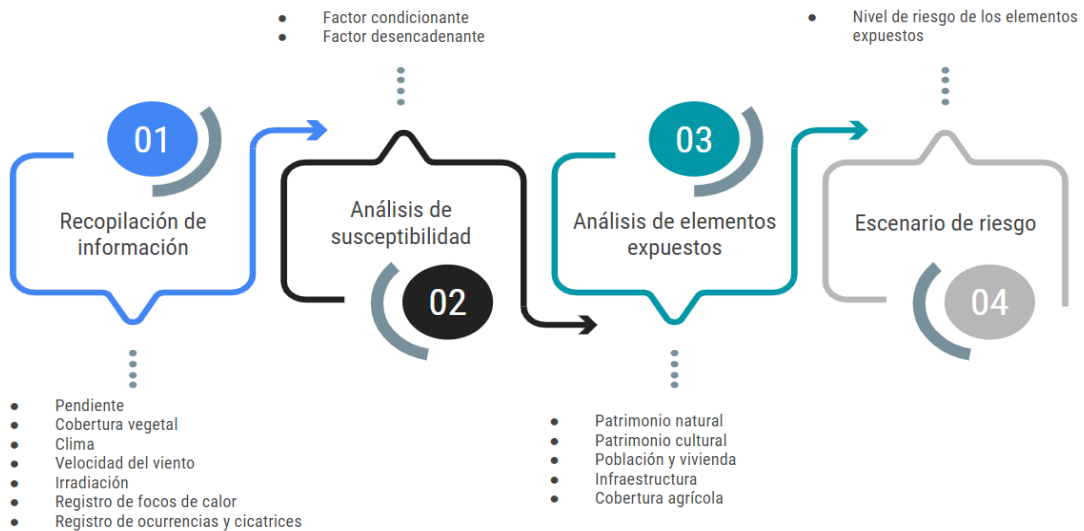 01
Recopilación de
información
● Pendiente
● Cobertura vegetal
● Clima
● Velocidad del viento
● Irradiación
● Registro de focos de calor
● Registro de ocurrencias y cicatrices
● Factor condicionante
● Factor desencadenante
Análisis de
susceptibilidad
02
03
Análisis de elementos
expuestos
● Patrimonio natural
● Patrimonio cultural
● Población y vivienda
● Infraestructura
● Cobertura agrícola
● Nivel de riesgo de los elementos
expuestos
Escenario de riesgo
04